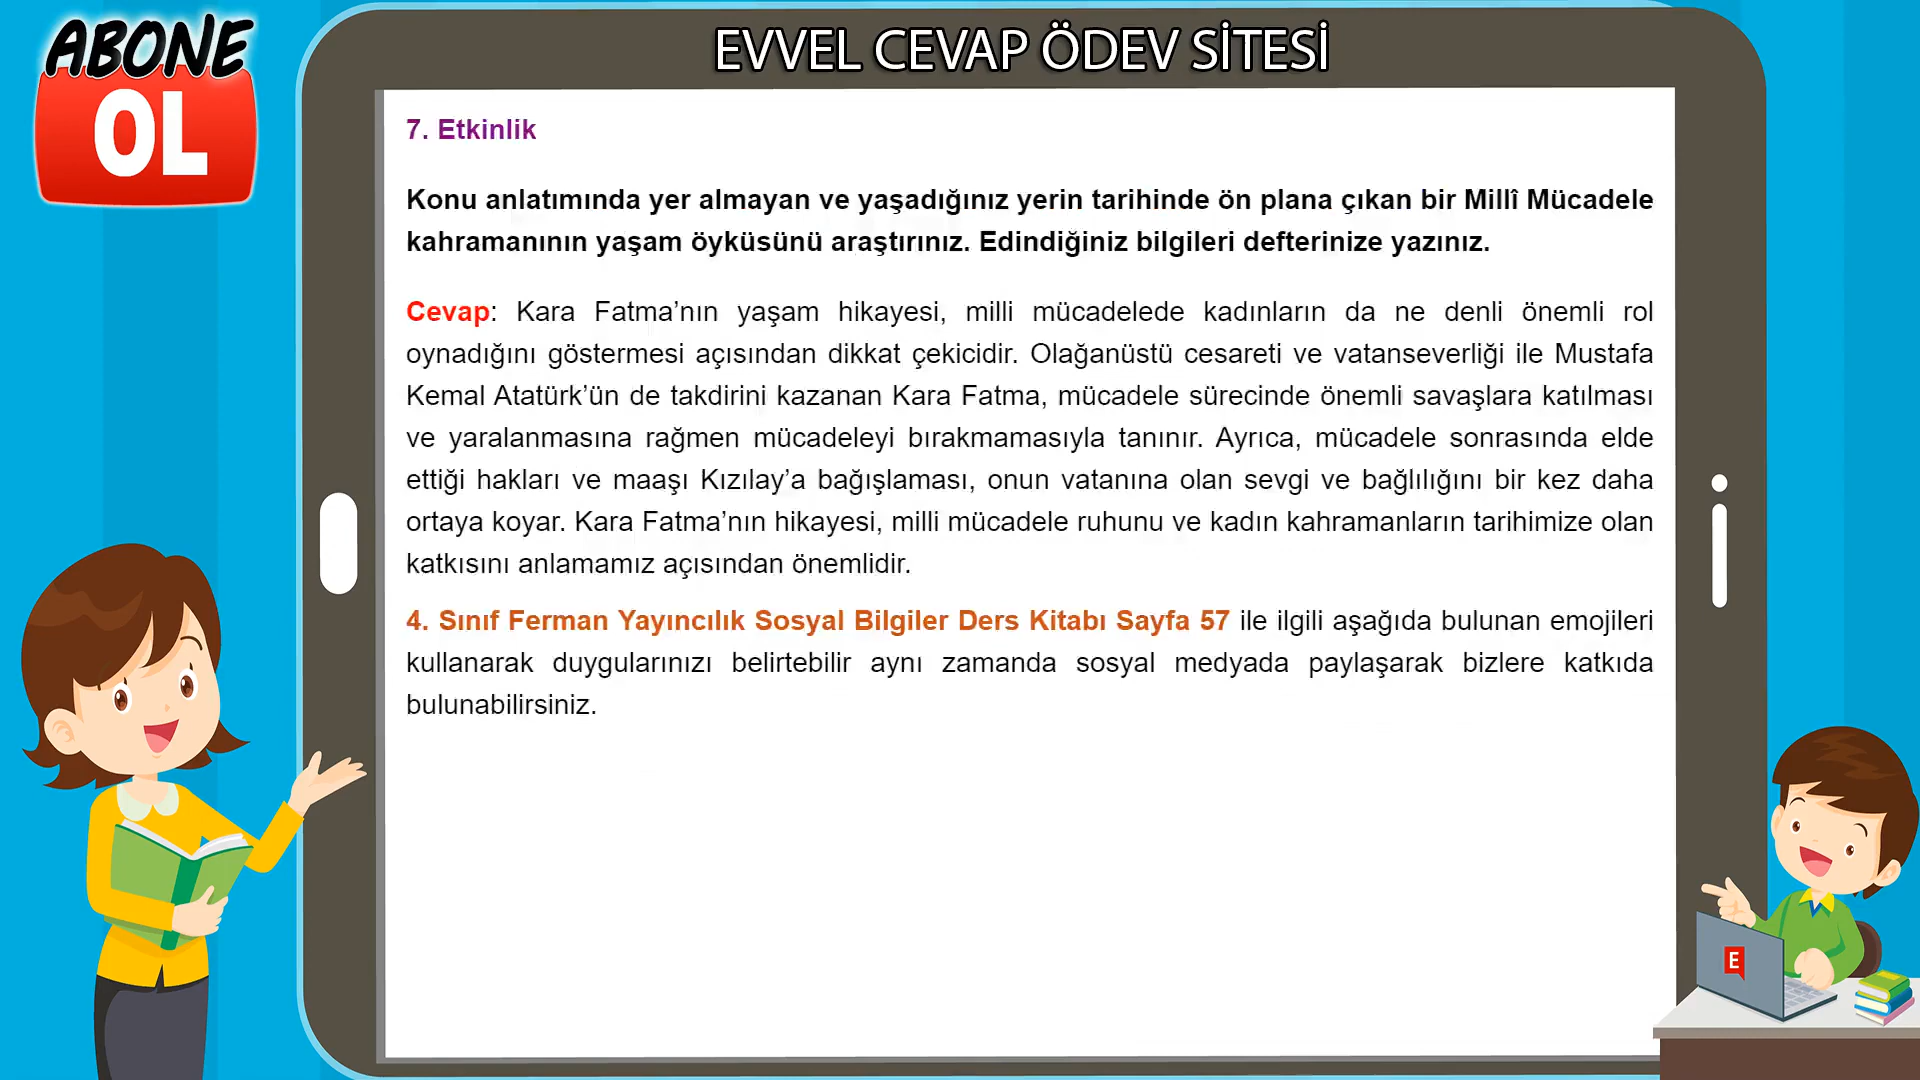 ABONE
OL
EVVEL CEVAP ÖDEV SİTESİ
7. Etkinlik
Konu anlatımında yer almayan ve yaşadığınız yerin tarihinde ön plana çıkan bir Millî Mücadele
kahramanının yaşam öyküsünü araştırınız. Edindiğiniz bilgileri defterinize yazınız.
Cevap: Kara Fatma’nın yaşam hikayesi, milli mücadelede kadınların da ne denli önemli rol
oynadığını göstermesi açısından dikkat çekicidir. Olağanüstü cesareti ve vatanseverliği ile Mustafa
Kemal Atatürk’ün de takdirini kazanan Kara Fatma, mücadele sürecinde önemli savaşlara katılması
ve yaralanmasına rağmen mücadeleyi bırakmamasıyla tanınır. Ayrıca, mücadele sonrasında elde
ettiği hakları ve maaşı Kızılay’a bağışlaması, onun vatanına olan sevgi ve bağlılığını bir kez daha
ortaya koyar. Kara Fatma’nın hikayesi, milli mücadele ruhunu ve kadın kahramanların tarihimize olan
katkısını anlamamız açısından önemlidir.
4. Sınıf Ferman Yayıncılık Sosyal Bilgiler Ders Kitabı Sayfa 57 ile ilgili aşağıda bulunan emojileri
kullanarak duygularınızı belirtebilir aynı zamanda sosyal medyada paylaşarak bizlere katkıda
bulunabilirsiniz.
E